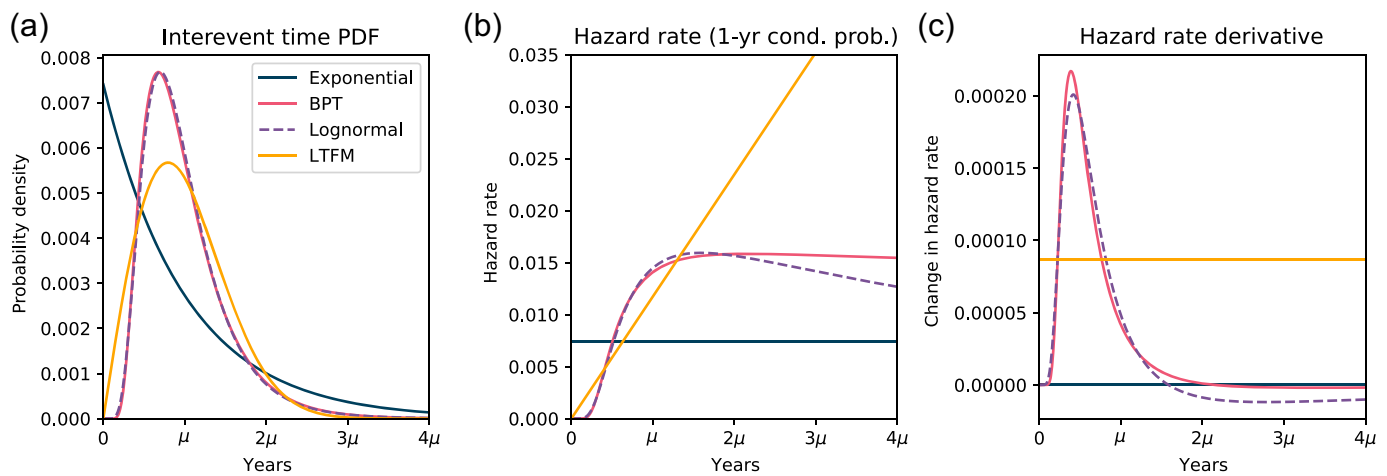 (a)
Interevent time PDF
Probability density
0.008
0.007
0.006
0.005
0.004
0.003
0.002
0.001
0.000
Exponential
BPT
Lognormal
LTFM
0 μ 2μ 3μ 4μ
Years
(b)
Hazard rate (1-yr cond. prob.)
Hazard rate
0.035
0.030
0.025
0.020
0.015
0.010
0.005
0.000
0 μ 2μ 3μ 4μ
Years
(c)
Hazard rate derivative
Change in hazard rate
0.00020
0.00015
0.00010
0.00005
0.00000
0 μ 2μ 3μ 4μ
Years